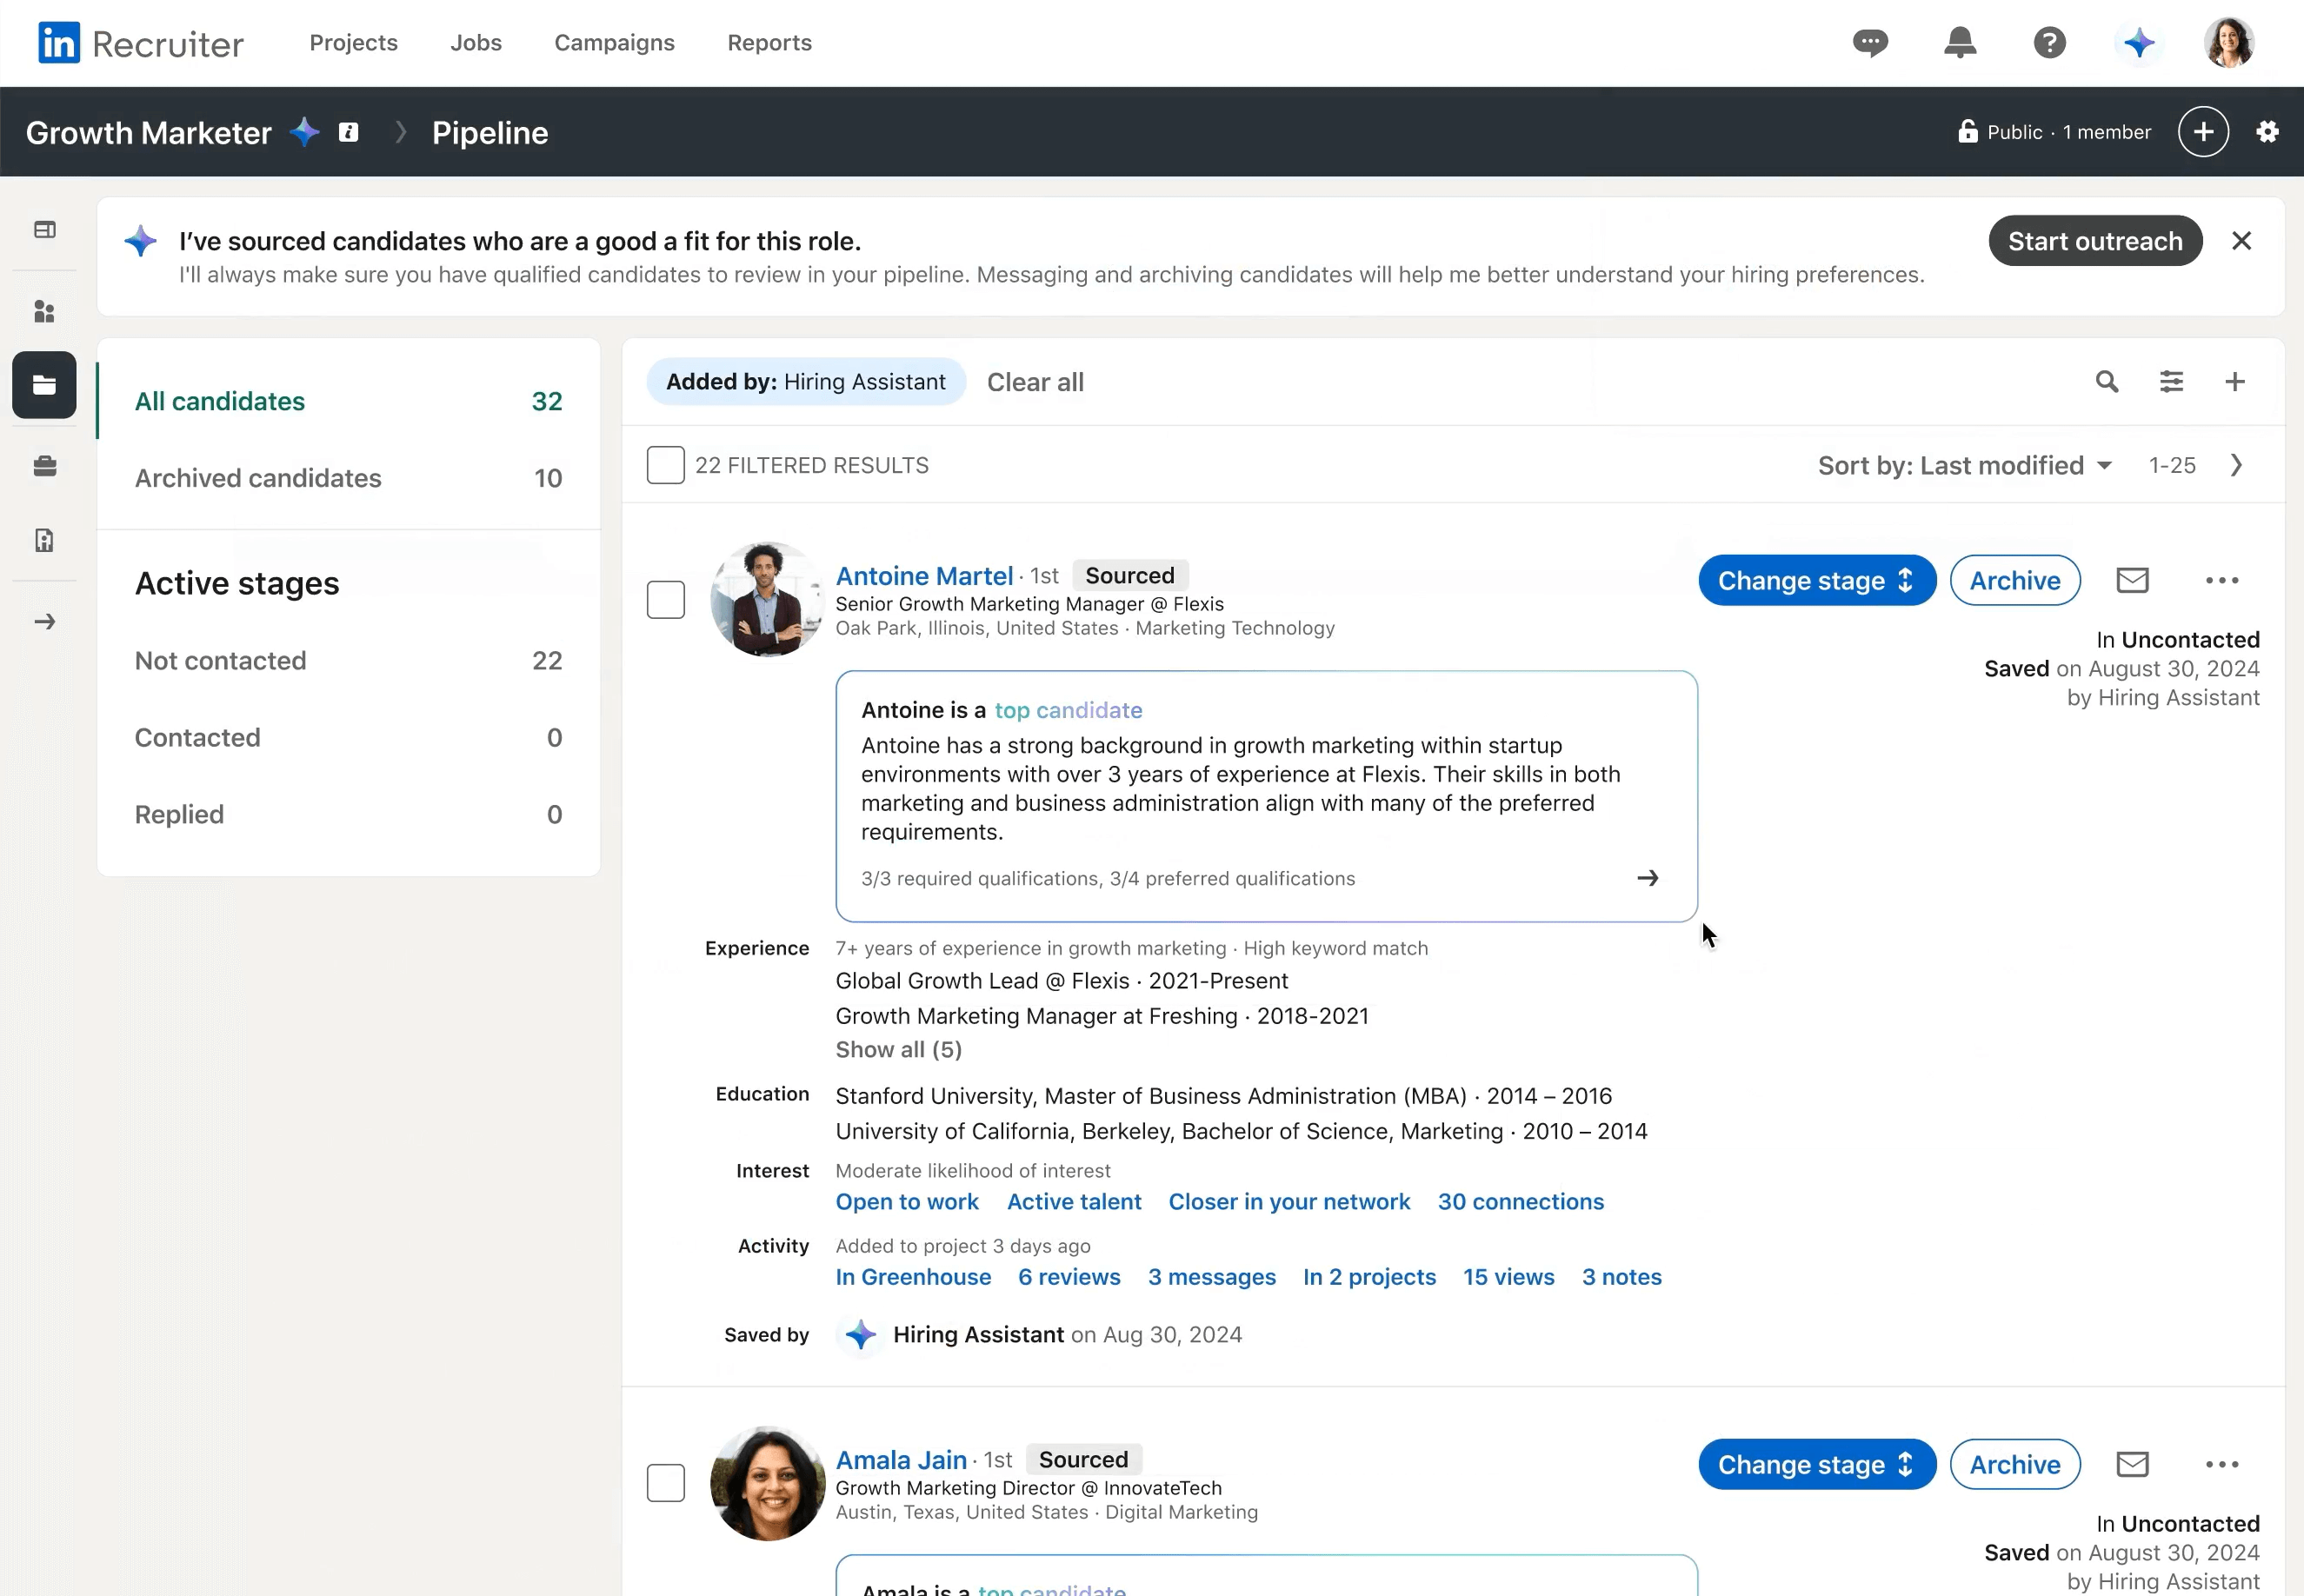 in Recruiter Projects Jobs Campaigns Reports
Growth Marketer Pipeline Public · 1 member
I've sourced candidates who are a good a fit for this role.
I'll always make sure you have qualified candidates to review in your pipeline. Messaging and archiving candidates will help me better understand your hiring preferences.
Start outreach
All candidates 32
Archived candidates 10
Active stages
Not contacted 22
Contacted 0
Replied 0
Added by: Hiring Assistant Clear all
22 FILTERED RESULTS Sort by: Last modified 1-25
Antoine Martel · 1st Sourced
Senior Growth Marketing Manager @ Flexis
Oak Park, Illinois, United States · Marketing Technology
Change stage Archive
In Uncontacted
Saved on August 30, 2024
by Hiring Assistant
Antoine is a top candidate
Antoine has a strong background in growth marketing within startup
environments with over 3 years of experience at Flexis. Their skills in both
marketing and business administration align with many of the preferred
requirements.
3/3 required qualifications, 3/4 preferred qualifications
Experience 7+ years of experience in growth marketing · High keyword match
Global Growth Lead @ Flexis · 2021-Present
Growth Marketing Manager at Freshing · 2018-2021
Show all (5)
Education Stanford University, Master of Business Administration (MBA) · 2014 – 2016
University of California, Berkeley, Bachelor of Science, Marketing · 2010 – 2014
Interest Moderate likelihood of interest
Open to work Active talent Closer in your network 30 connections
Activity Added to project 3 days ago
In Greenhouse 6 reviews 3 messages In 2 projects 15 views 3 notes
Saved by Hiring Assistant on Aug 30, 2024
Amala Jain · 1st Sourced
Growth Marketing Director @ InnovateTech
Austin, Texas, United States · Digital Marketing
Change stage Archive
In Uncontacted
Saved on August 30, 2024
by Hiring Assistant
Amala is a top candidate